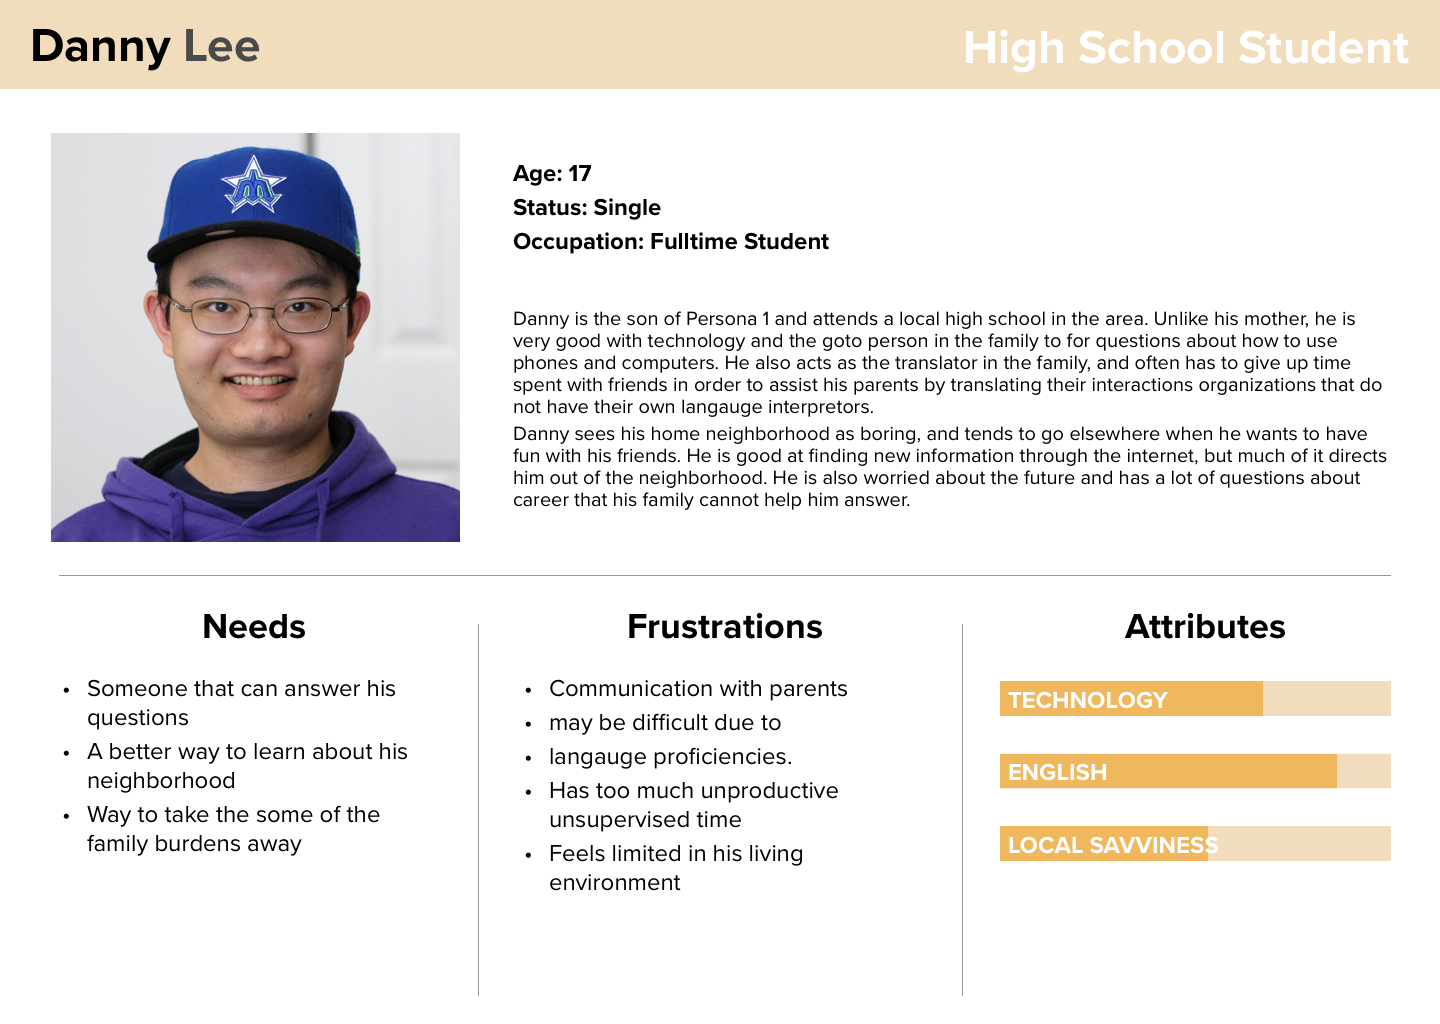 Danny Lee
High School Student
Age: 17
Status: Single
Occupation: Fulltime Student
Danny is the son of Persona 1 and attends a local high school in the area. Unlike his mother, he is
very good with technology and the goto person in the family to for questions about how to use
phones and computers. He also acts as the translator in the family, and often has to give up time
spent with friends in order to assist his parents by translating their interactions organizations that do
not have their own langauge interpretors.
Danny sees his home neighborhood as boring, and tends to go elsewhere when he wants to have
fun with his friends. He is good at finding new information through the internet, but much of it directs
him out of the neighborhood. He is also worried about the future and has a lot of questions about
career that his family cannot help him answer.
Needs
• Someone that can answer his
questions
• A better way to learn about his
neighborhood
• Way to take the some of the
family burdens away
Frustrations
• Communication with parents
• may be difficult due to
• langauge proficiencies.
• Has too much unproductive
unsupervised time
• Feels limited in his living
environment
Attributes
TECHNOLOGY
ENGLISH
LOCAL SAVVINESS